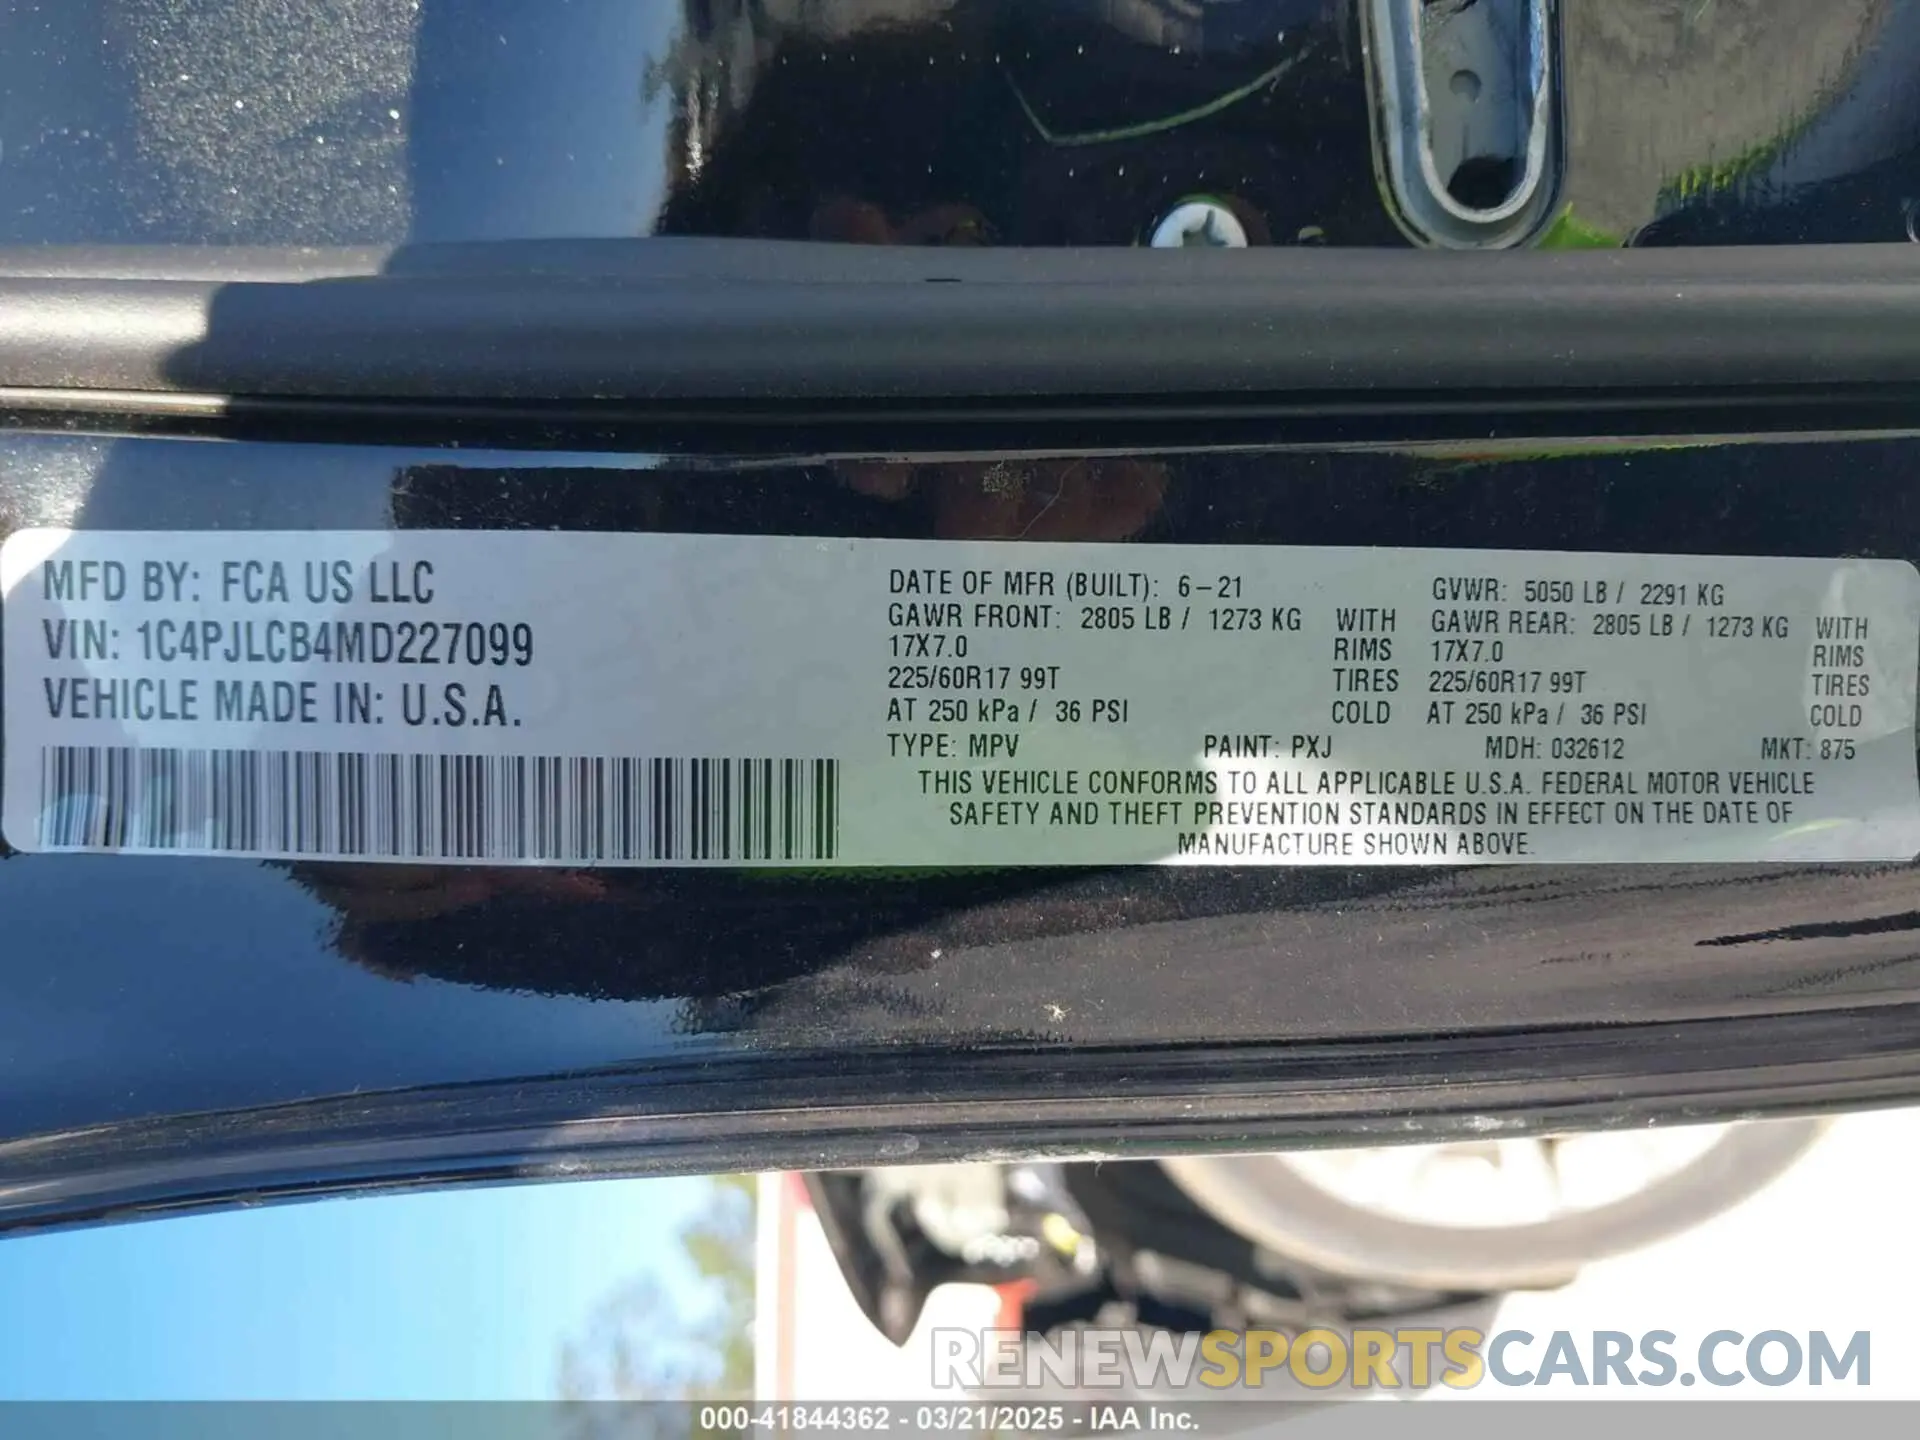 MFD BY: FCA US LLC
VIN: 1C4PJLCB4MD227099
VEHICLE MADE IN: U.S.A.
DATE OF MFR (BUILT): 6-21 GVWR: 5050 LB / 2291 KG
GAWR FRONT: 2805 LB / 1273 KG WITH GAWR REAR: 2805 LB / 1273 KG WITH
17X7.0 RIMS 17X7.0 RIMS
225/60R17 99T TIRES 225/60R17 99T TIRES
AT 250 kPa / 36 PSI COLD AT 250 kPa / 36 PSI COLD
TYPE: MPV PAINT: PXJ MDH: 032612 MKT: 875
THIS VEHICLE CONFORMS TO ALL APPLICABLE U.S.A. FEDERAL MOTOR VEHICLE
SAFETY AND THEFT PREVENTION STANDARDS IN EFFECT ON THE DATE OF
MANUFACTURE SHOWN ABOVE.
RENEWSPORTSCARS.COM
000-41844362 - 03/21/2025 - IAA Inc.